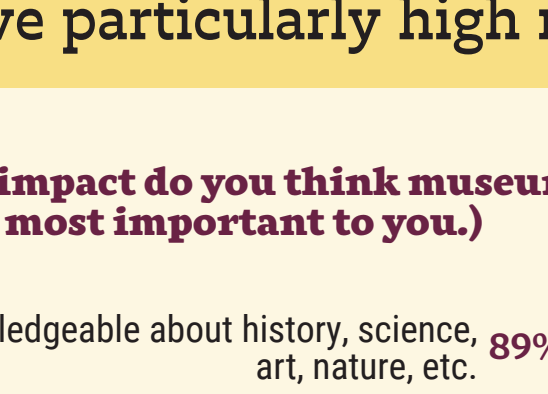 ve particularly high
impact do you think museu
most important to you.)
ledgeable about history, science,
art, nature, etc.
89%